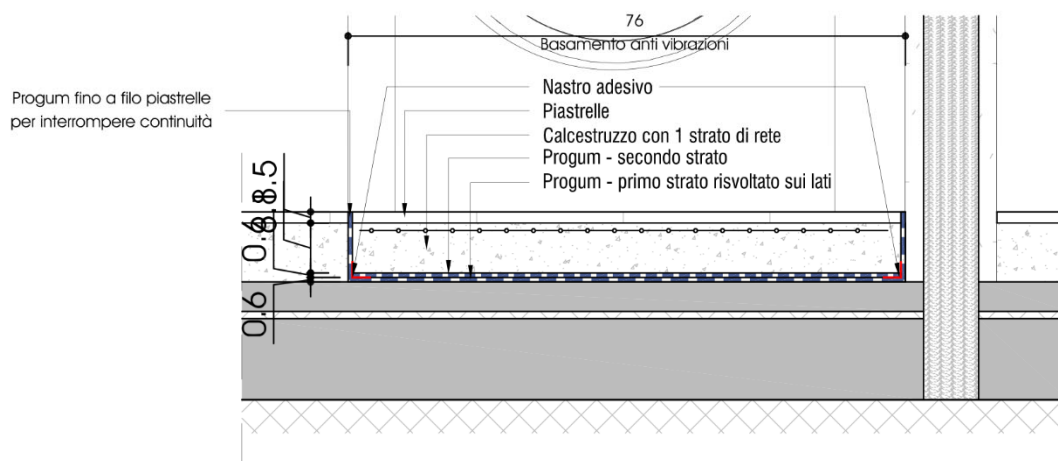 76
Basamento anti vibrazioni
Nastro adesivo
Piastrelle
Calcestruzzo con 1 strato di rete
Progum - secondo strato
Progum - primo strato risvoltato sui lati
Progum fino a filo piastrelle
per interrompere continuità
0.6